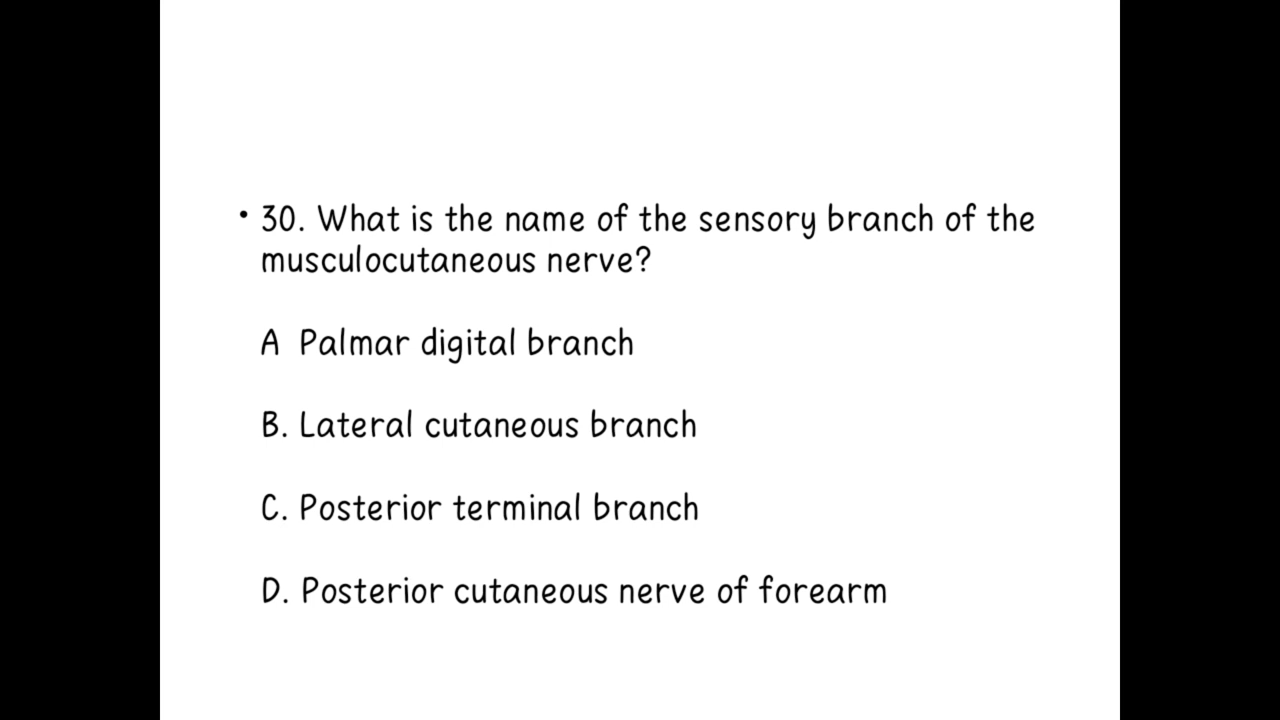 • 30. What is the name of the sensory branch of the
musculocutaneous nerve?
A Palmar digital branch
B. Lateral cutaneous branch
C. Posterior terminal branch
D. Posterior cutaneous nerve of forearm